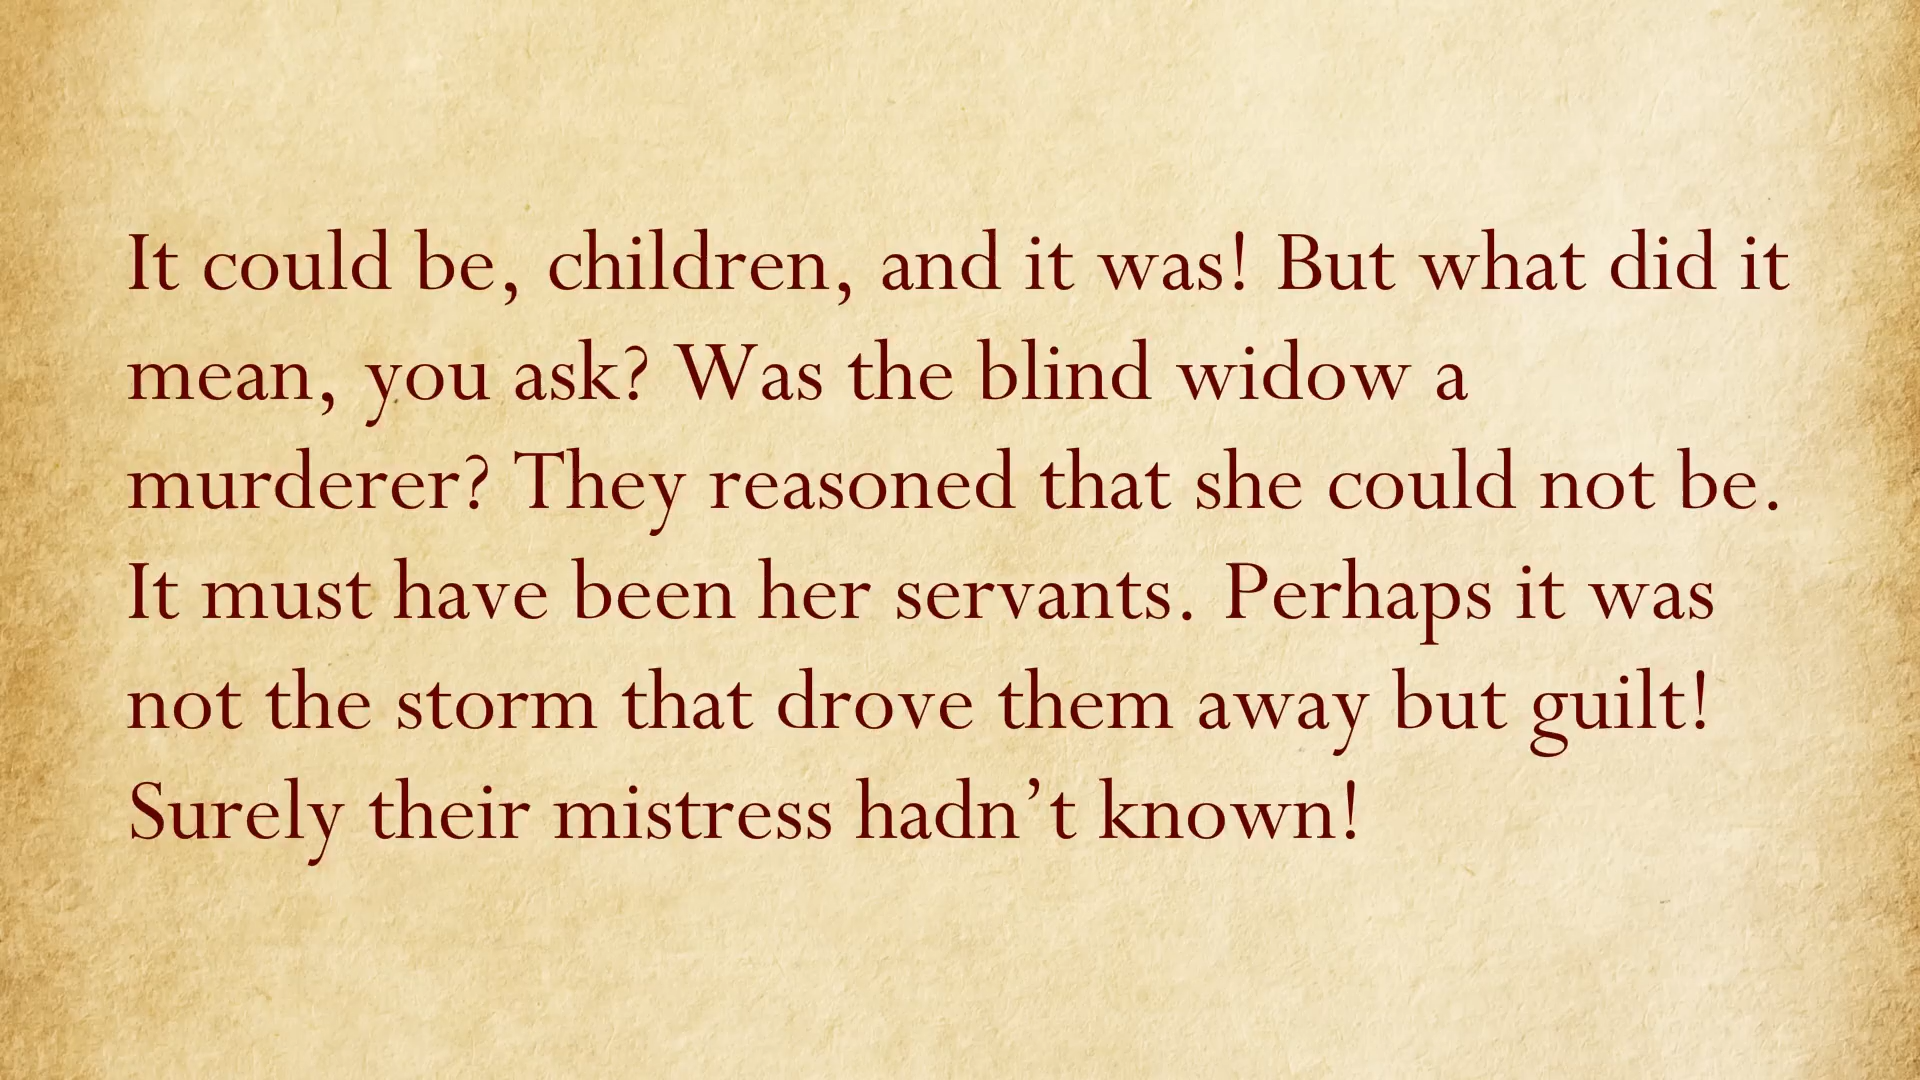 It could be, children, and it was! But what did it
mean, you ask? Was the blind widow a
murderer? They reasoned that she could not be.
It must have been her servants. Perhaps it was
not the storm that drove them away but guilt!
Surely their mistress hadn’t known!